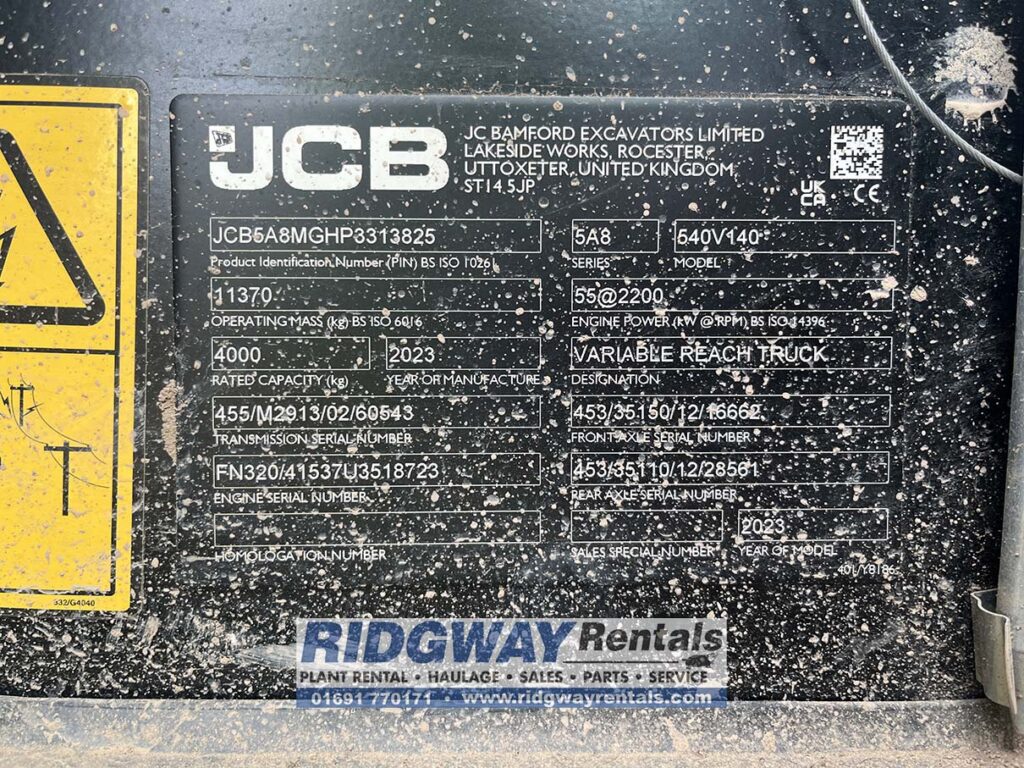 JCB
JC BAMFORD EXCAVATORS LIMITED
LAKESIDE WORKS, ROCESTER,
UTTOXETER, UNITED KINGDOM
ST14 5JP
UK
CA CE
JCB5A8MGHP3313825 5A8 540V140
Product Identification Number (PIN) BS ISO 10261 SERIES MODEL
11370 55@2200
OPERATING MASS (kg) BS ISO 6016 ENGINE POWER (kW @ RPM) BS ISO 14396
4000 2023 VARIABLE REACH TRUCK
RATED CAPACITY (kg) YEAR OF MANUFACTURE DESIGNATION
455/M2913/02/60543 453/35150/12/16662
TRANSMISSION SERIAL NUMBER FRONT AXLE SERIAL NUMBER
FN320/41537U3518723 453/35110/12/28561
ENGINE SERIAL NUMBER REAR AXLE SERIAL NUMBER
2023
HOMOLOGATION NUMBER SALES SPECIAL NUMBER YEAR OF MODEL
401/Y8186
332/G4040
RIDGWAY Rentals
PLANT RENTAL • HAULAGE • SALES • PARTS • SERVICE
01691 770171 • www.ridgwayrentals.com